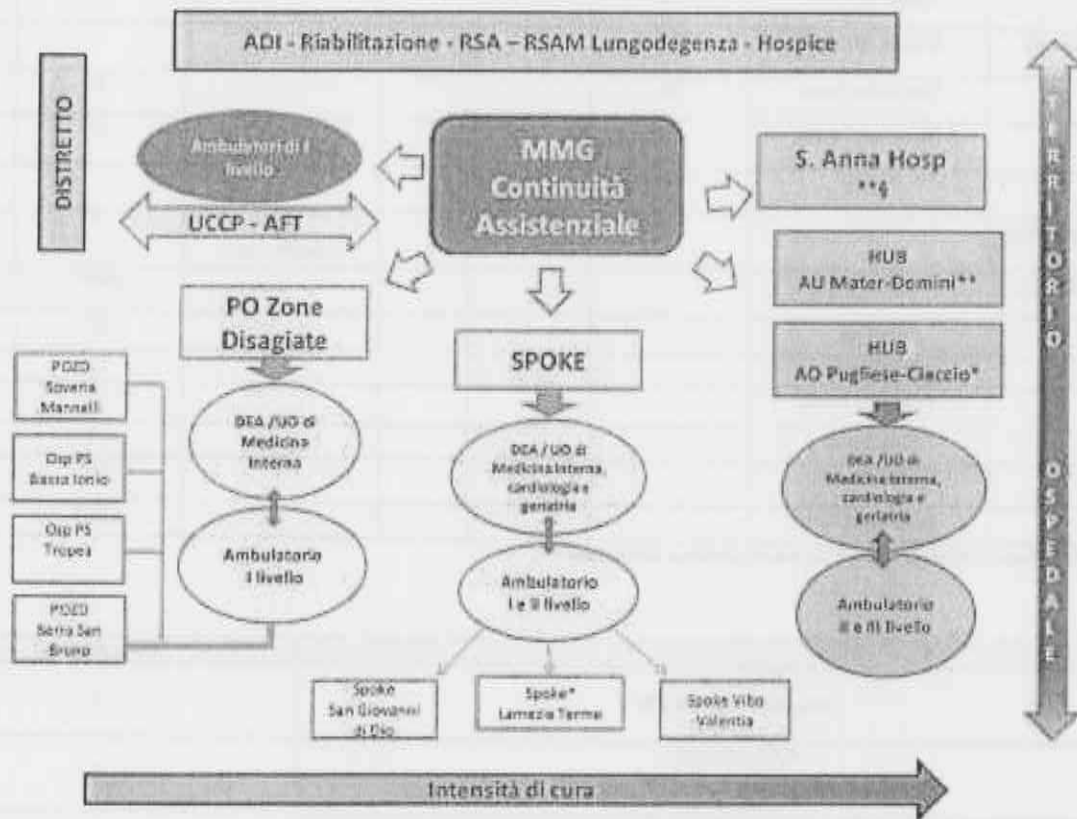 ADI - Riabilitazione - RSA – RSAM Lungodegenza - Hospice
DISTRETTO
Ambulatori di I
livello
UCCP - AFT
MMG
Continuità
Assistenziale
S. Anna Hosp
**§
HUB
AU Mater-Domini**
HUB
AO Pugliese-Ciaccio*
PO Zone
Disagiate
SPOKE
POZD
Soveria
Mannelli
Osp PS
Ionio
Osp PS
Tropea
POZD
Serra San
Bruno
DEA /UO di
Medicina
Interna
Ambulatorio
I livello
DEA /UO di
Medicina Interna,
cardiologia e
geriatria
Ambulatorio
I e II livello
DEA /UO di
Medicina Interna,
cardiologia e
geriatria
Ambulatorio
II e III livello
Spoke
San Giovanni
di Dio
Spoke*
Lamezia Terme
Spoke Vibo
Valentia
TERRITORIO
OSPEDALE
Intensità di cura